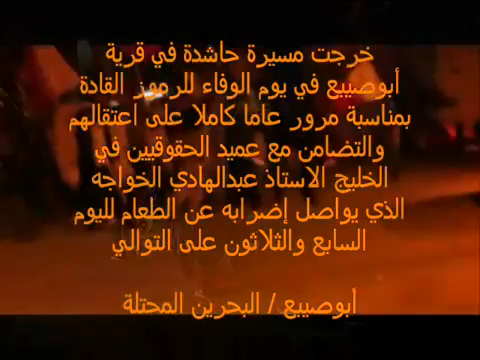 خرجت مسيرة حاشدة في قرية
أبوصيبع في يوم الوفاء للرموز القادة
بمناسبة مرور عاما كاملا على اعتقالهم
والتضامن مع عميد الحقوقيين في
الخليج الاستاذ عبدالهادي الخواجه
الذي يواصل إضرابه عن الطعام لليوم
السابع والثلاثون على التوالي
أبوصيبع / البحرين المحتلة